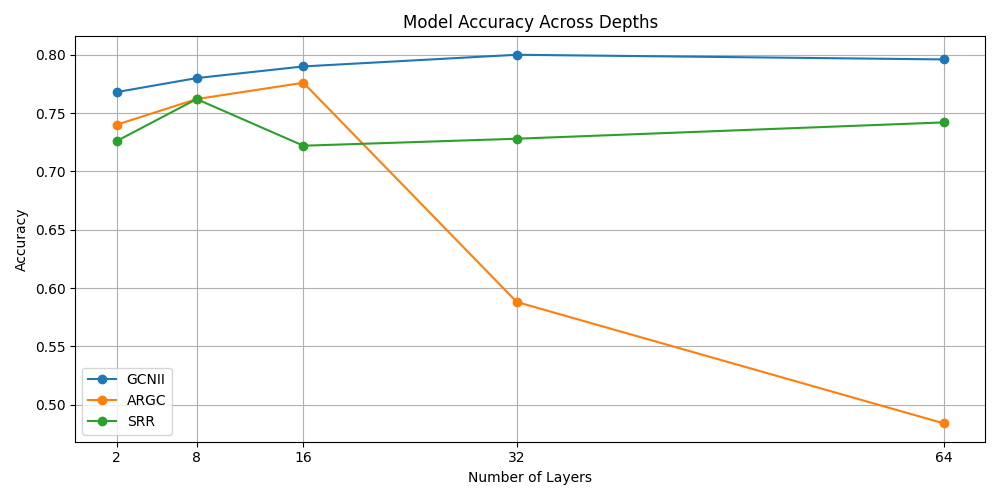 Model Accuracy Across Depths
Accuracy
0.80
0.75
0.70
0.65
0.60
0.55
0.50
GCNII
ARGC
SRR
2 8 16 32 64
Number of Layers